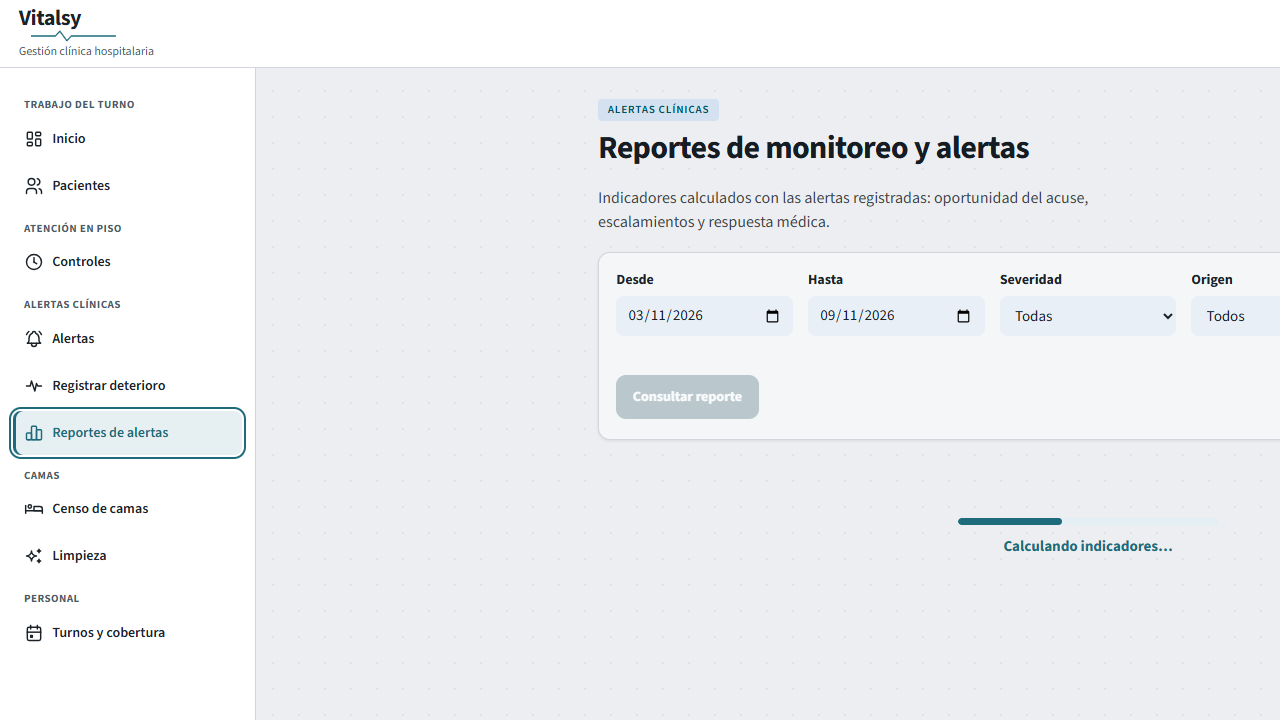 Vitalsy
Gestión clínica hospitalaria
TRABAJO DEL TURNO
Inicio
Pacientes
ATENCIÓN EN PISO
Controles
ALERTAS CLÍNICAS
Alertas
Registrar deterioro
Reportes de alertas
CAMAS
Censo de camas
Limpieza
PERSONAL
Turnos y cobertura
ALERTAS CLÍNICAS
Reportes de monitoreo y alertas
Indicadores calculados con las alertas registradas: oportunidad del acuse,
escalamientos y respuesta médica.
Desde Hasta Severidad Origen
03/11/2026 09/11/2026 Todas Todos
Consultar reporte
Calculando indicadores...